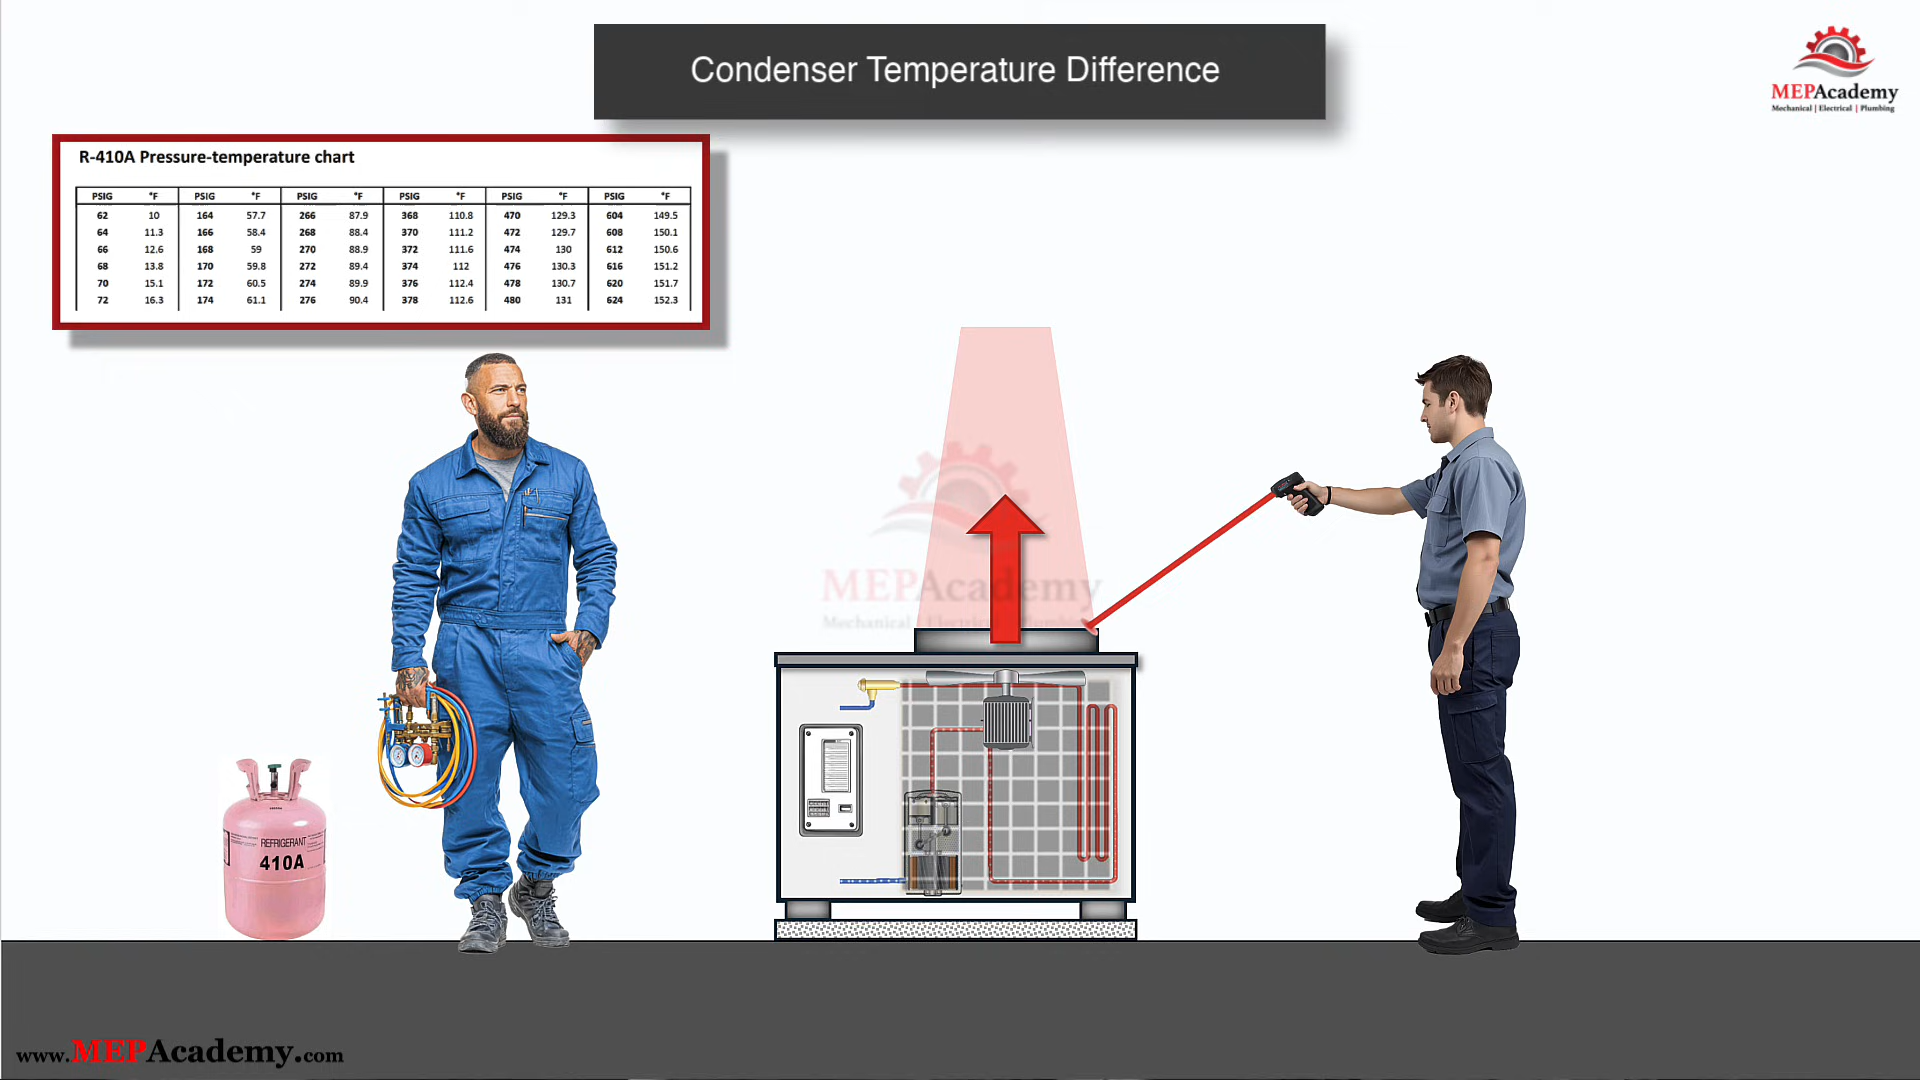 Condenser Temperature Difference
MEPAcademy
Mechanical | Electrical | Plumbing
R-410A Pressure-temperature chart
PSIG °F PSIG °F PSIG °F PSIG °F PSIG °F PSIG °F
62 10 164 57.7 266 87.9 368 110.8 470 129.3 604 149.5
64 11.3 166 58.4 268 88.4 370 111.2 472 129.7 608 150.1
66 12.6 168 59 270 88.9 372 111.6 474 130 612 150.6
68 13.8 170 59.8 272 89.4 374 112 476 130.3 616 151.2
70 15.1 172 60.5 274 89.9 376 112.4 478 130.7 620 151.7
72 16.3 174 61.1 276 90.4 378 112.6 480 131 624 152.3
MEPAcademy
Mechanical | Electrical | Plumbing
REFRIGERANT
410A
www.MEPAcademy.com